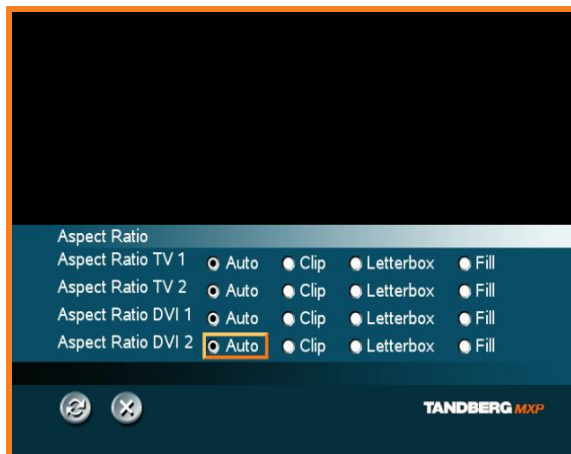 Aspect Ratio
Aspect Ratio TV 1 Auto Clip Letterbox Fill
Aspect Ratio TV 2 Auto Clip Letterbox Fill
Aspect Ratio DVI 1 Auto Clip Letterbox Fill
Aspect Ratio DVI 2 Auto Clip Letterbox Fill
TANDBERG MXP